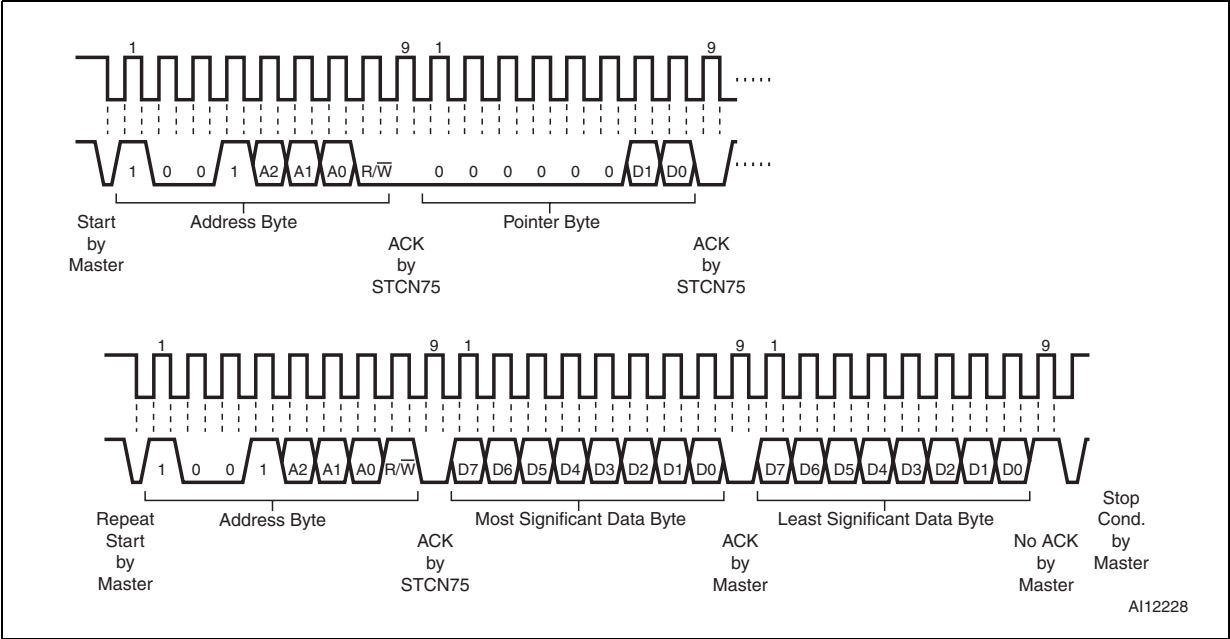 1 9 1 9
1 0 0 1 A2 A1 A0 R/W 0 0 0 0 0 0 D1 D0
Start
by
Master
Address Byte
Pointer Byte
ACK
by
STCN75
ACK
by
STCN75
1 9 1 9 1 9
1 0 0 1 A2 A1 A0 R/W D7 D6 D5 D4 D3 D2 D1 D0 D7 D6 D5 D4 D3 D2 D1 D0
Repeat
Start
by
Master
Address Byte
Most Significant Data Byte
Least Significant Data Byte
ACK
by
STCN75
ACK
by
Master
No ACK
by
Master
Stop
Cond.
by
Master
AI12228